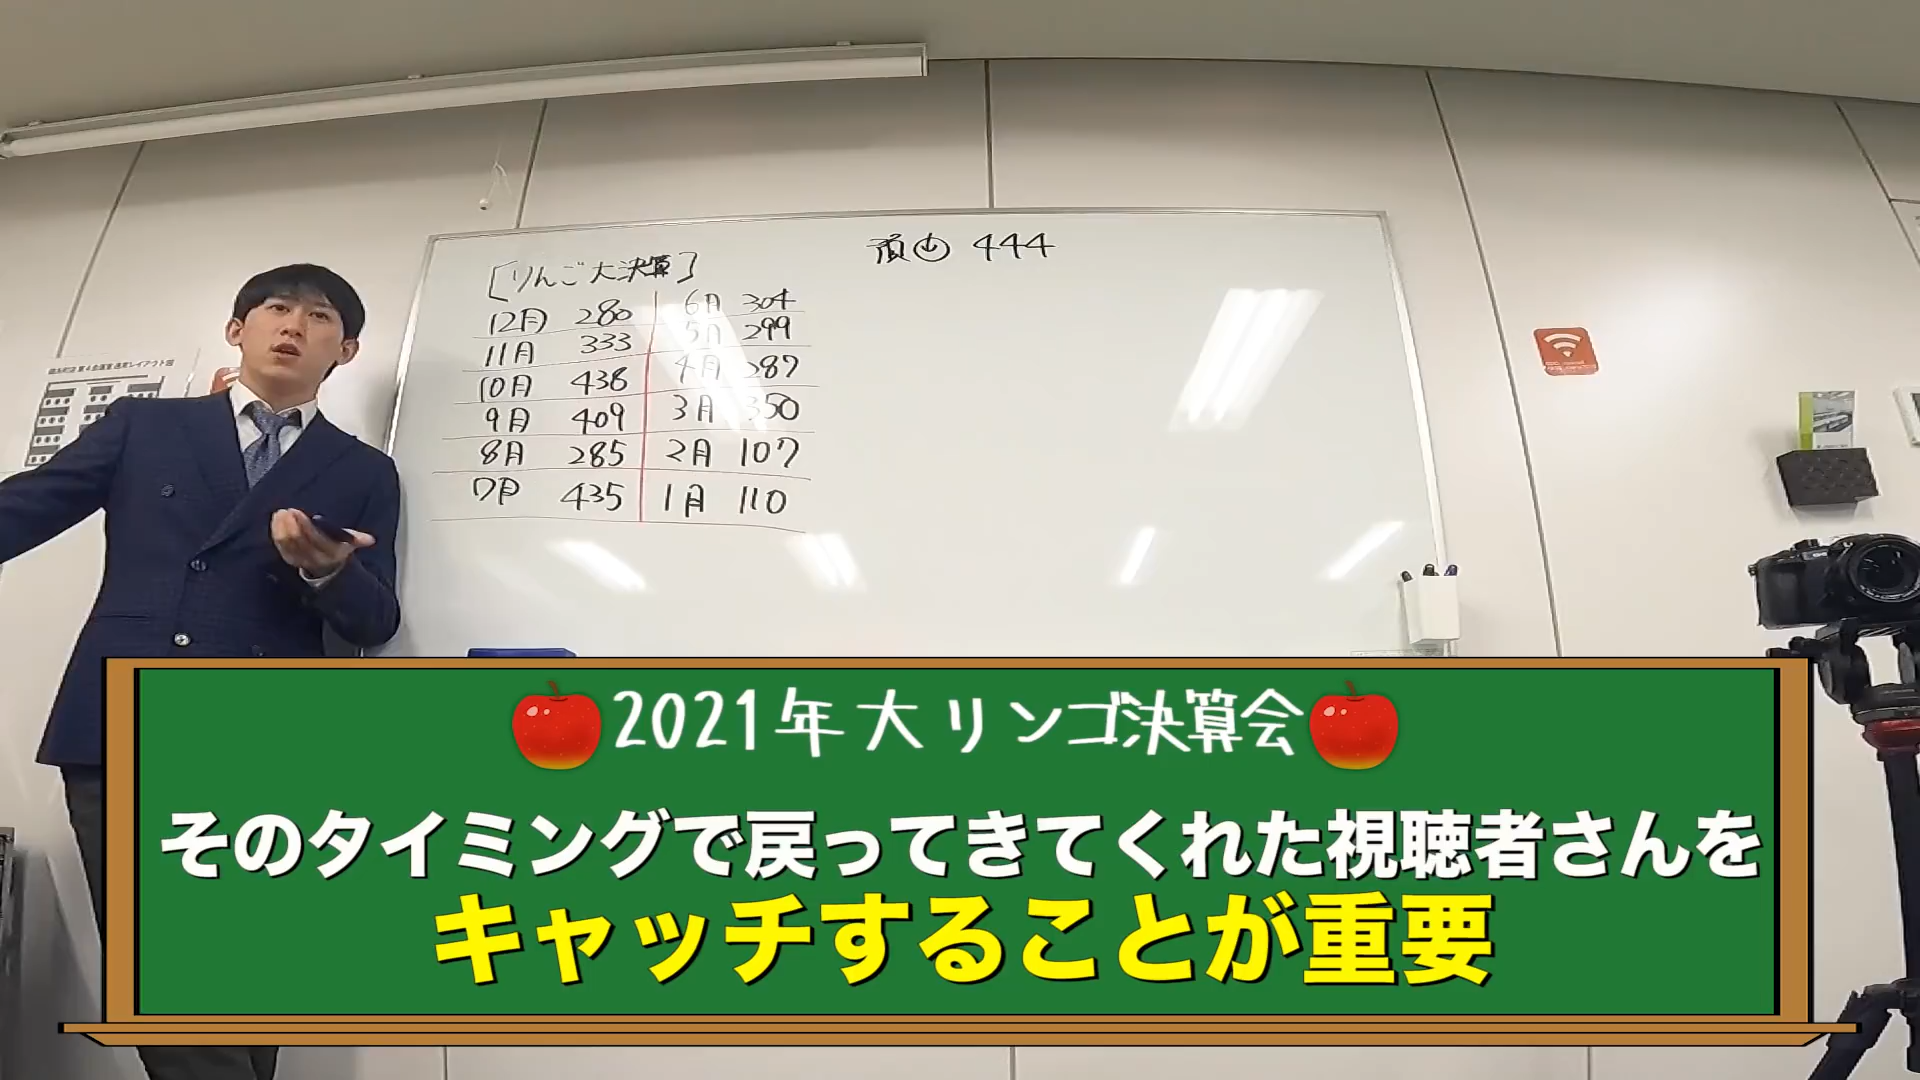 頂山 444
[りんご大決算]
12月 280 6月 304
11月 333 5月 299
10月 438 4月 287
9月 409 3月 350
8月 285 2月 107
7月 435 1月 110
2021年大リンゴ決算会
そのタイミングで戻ってきてくれた視聴者さんを
キャッチすることが重要